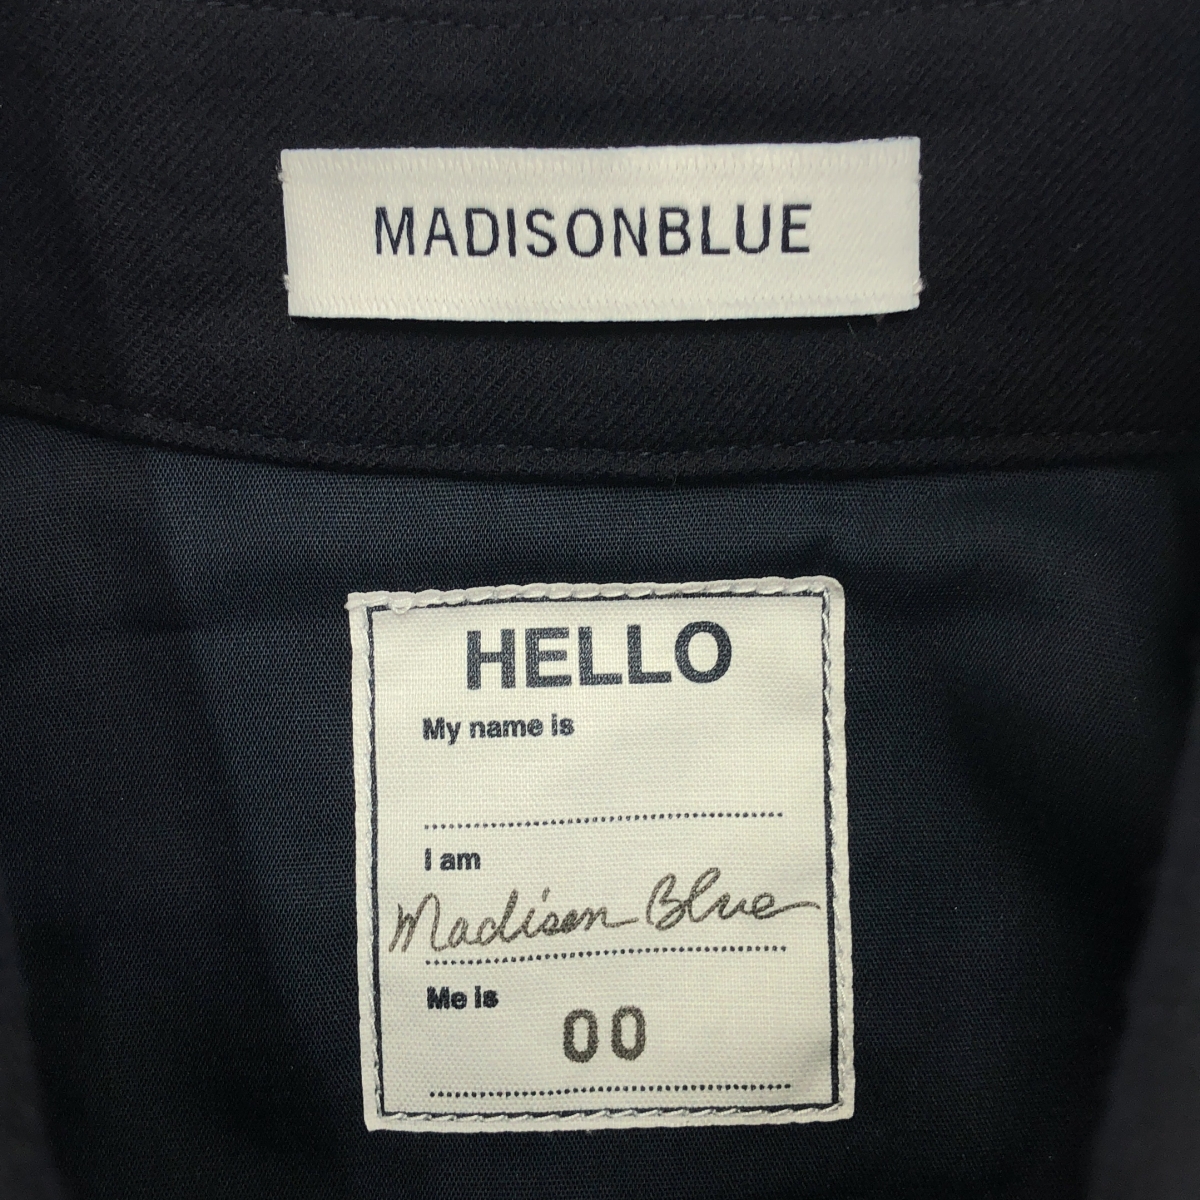 MADISONBLUE
HELLO
My name is
I am
Madison Blue
Me is
00